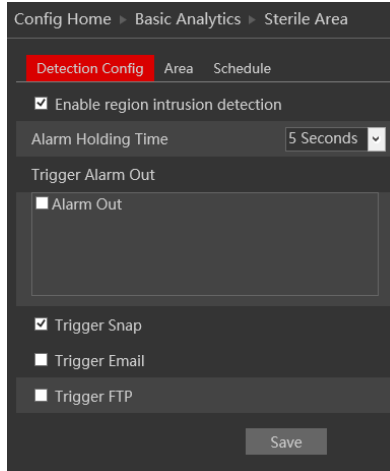 Config Home ▶ Basic Analytics ▶ Sterile Area
Detection Config Area Schedule
Enable region intrusion detection
Alarm Holding Time 5 Seconds
Trigger Alarm Out
Alarm Out
Trigger Snap
Trigger Email
Trigger FTP
Save